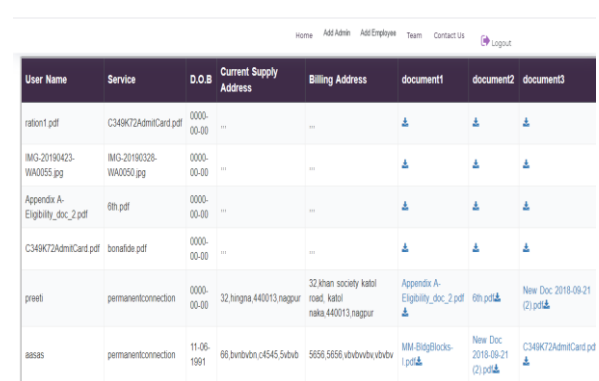 Home Add Admin Add Employee Team Contact Us Logout
User Name Service D.O.B Current Supply Address Billing Address document1 document2 document3
ration1.pdf C349K72AdmitCard.pdf 0000-00-00 ,,, ,,,
IMG-20190423-WA0055.jpg IMG-20190328-WA0050.jpg 0000-00-00 ,,, ,,,
Appendix A-Eligibility_doc_2.pdf 6th.pdf 0000-00-00 ,,, ,,,
C349K72AdmitCard.pdf bonafide.pdf 0000-00-00 ,,, ,,,
preeti permanentconnection 0000-00-00 32,hingna,440013,nagpur 32,khan society katol road, katol naka,440013,nagpur Appendix A-Eligibility_doc_2.pdf 6th.pdf New Doc 2018-09-21 (2).pdf
aasas permanentconnection 11-06-1991 66,bvnbvbn,c4545,5vbvb 5656,5656,vbvbvvbv,vbvbv MM-BldgBlocks-I.pdf New Doc 2018-09-21 (2).pdf C349K72AdmitCard.pdf